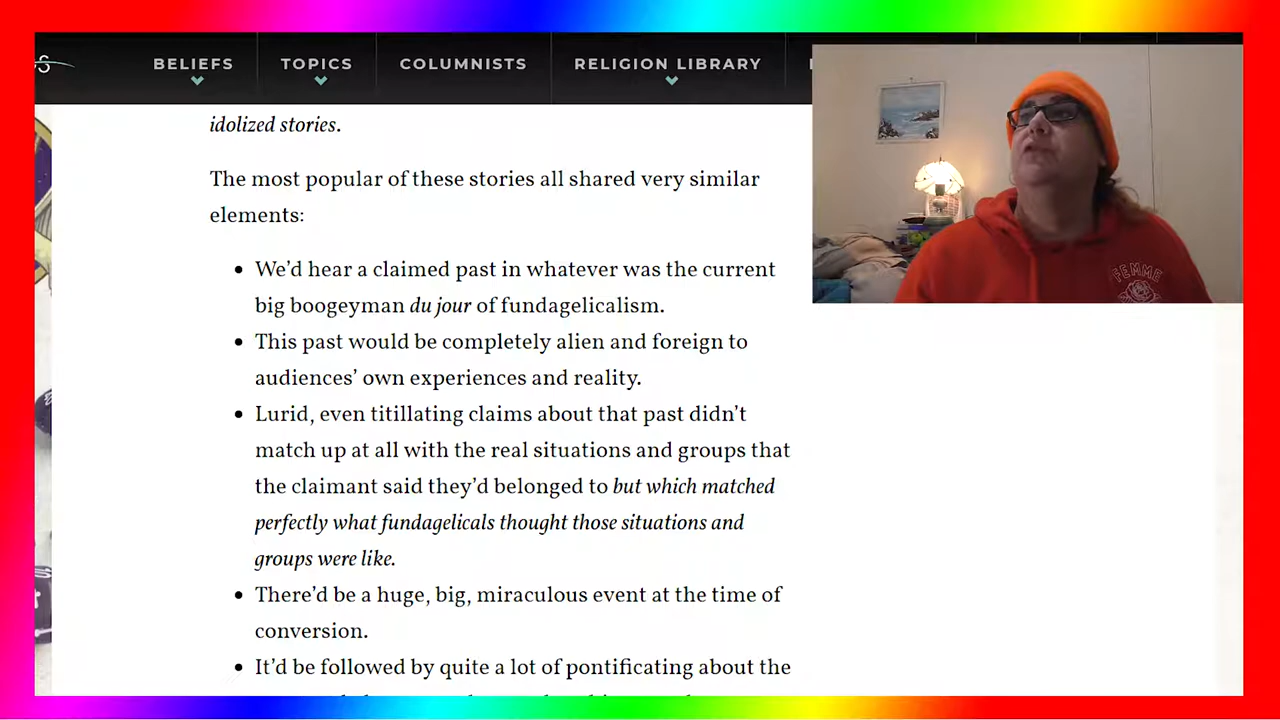 BELIEFS TOPICS COLUMNISTS RELIGION LIBRARY
idolized stories.
The most popular of these stories all shared very similar
elements:
• We’d hear a claimed past in whatever was the current
big boogeyman du jour of fundagelicalism.
• This past would be completely alien and foreign to
audiences’ own experiences and reality.
• Lurid, even titillating claims about that past didn’t
match up at all with the real situations and groups that
the claimant said they’d belonged to but which matched
perfectly what fundagelicals thought those situations and
groups were like.
• There’d be a huge, big, miraculous event at the time of
conversion.
• It’d be followed by quite a lot of pontificating about the
FEMME